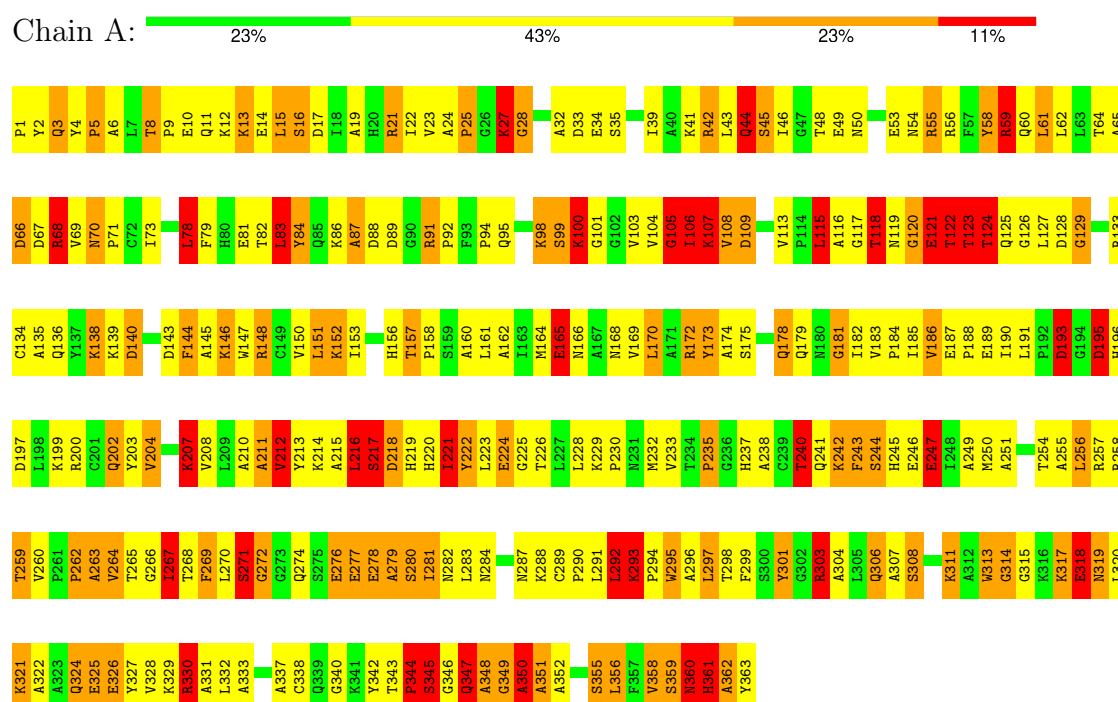 Chain A:
23% 43% 23% 11%
P1 Y2 Q3 Y4 P5 A6 L7 T8 P9 E10 Q11 K12 K13 E14 L15 S16 D17 I18 A19 H20 R21 I22 V23 A24 P25 G26 K27 G28 A32 D33 E34 S35 I39 A40 K41 R42 L43 Q44 S45 I46 G47 T48 E49 N50 E53 N54 R55 R56 F57 Y58 R59 Q60 L61 L62 L63 T64 A65
D66 D67 R68 V69 N70 P71 C72 I73 L78 F79 H80 E81 T82 L83 Y84 Q85 K86 A87 D88 D89 G90 R91 P92 F93 P94 Q95 K98 S99 K100 G101 G102 V103 V104 G105 I106 K107 V108 D109 V113 P114 L115 A116 G117 T118 N119 G120 E121 T122 T123 T124 Q125 G126 L127 D128 G129 R133
C134 A135 Q136 Y137 K138 K139 D140 D143 F144 A145 K146 W147 R148 C149 V150 L151 K152 I153 H156 T157 P158 S159 A160 L161 A162 I163 M164 E165 N166 A167 N168 V169 L170 A171 R172 Y173 A174 S175 Q178 Q179 N180 G181 I182 V183 P184 I185 V186 E187 P188 E189 I190 L191 P192 D193 G194 D195 H196
D197 L198 K199 R200 C201 Q202 Y203 V204 K207 V208 L209 A210 A211 V212 Y213 K214 A215 L216 S217 D218 H219 H220 I221 Y222 L223 E224 G225 T226 L227 L228 K229 P230 N231 M232 V233 T234 P235 G236 H237 A238 C239 T240 Q241 K242 F243 S244 H245 E246 E247 I248 A249 M250 A251 T254 A255 L256 R257 R258
T259 V260 P261 P262 A263 V264 T265 G266 I267 T268 F269 L270 S271 G272 G273 Q274 S275 E276 E277 E278 A279 S280 I281 N282 L283 N284 N287 K288 C289 P290 L291 L292 K293 P294 W295 A296 L297 T298 F299 S300 Y301 G302 R303 A304 L305 Q306 A307 S308 K311 A312 W313 G314 G315 K316 K317 E318 N319 L320
K321 A322 A323 Q324 E325 E326 Y327 V328 K329 R330 A331 L332 A333 A337 C338 Q339 G340 K341 Y342 T343 P344 S345 G346 Q347 A348 G349 A350 A351 A352 S355 L356 F357 V358 S359 N360 H361 A362 Y363